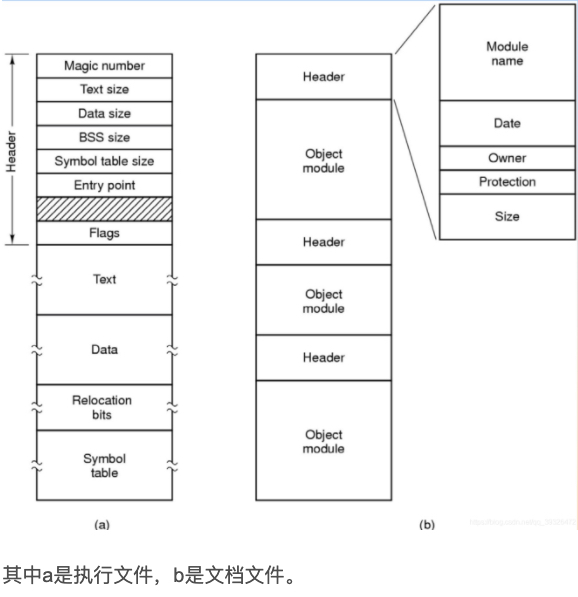 Header
Magic number
Text size
Data size
BSS size
Symbol table size
Entry point
Flags
Text
Data
Relocation
bits
Symbol
table
(a)
Header
Object
module
Header
Object
module
Header
Object
module
(b)
Module
name
Date
Owner
Protection
Size
其中a是执行文件，b是文档文件。